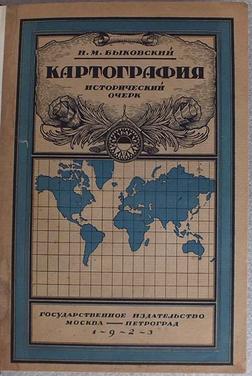 Н. М. БЫКОВСКИЙ
КАРТОГРАФИЯ
ИСТОРИЧЕСКИЙ
ОЧЕРК
ГОСУДАРСТВЕННОЕ ИЗДАТЕЛЬСТВО
МОСКВА — ПЕТРОГРАД
1-9-2-3